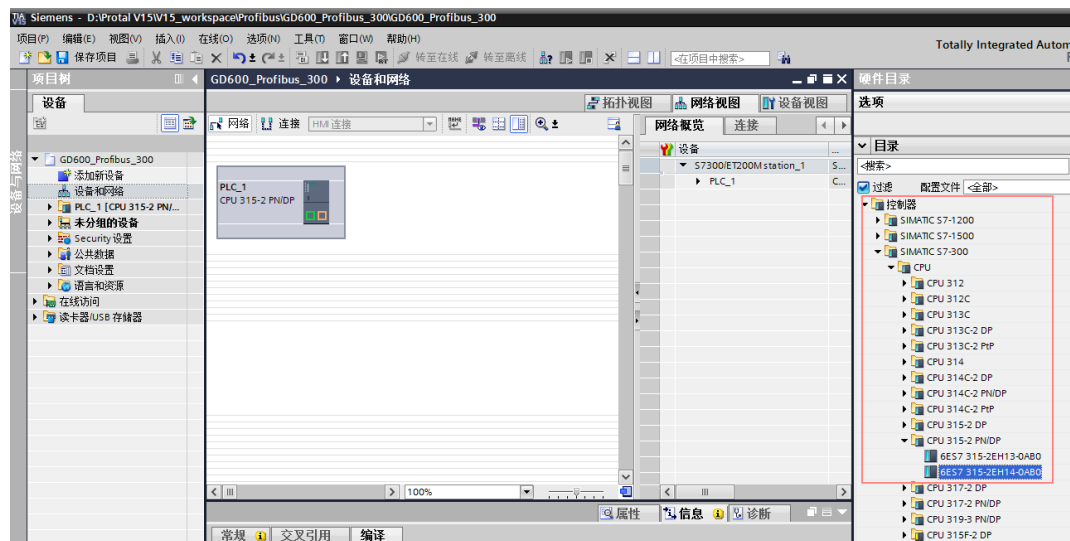 Siemens - D:\Protal V15\V15_workspace\Profibus\GD600_Profibus_300\GD600_Profibus_300
项目(P) 编辑(E) 视图(V) 插入(I) 在线(O) 选项(N) 工具(T) 窗口(W) 帮助(H)
Totally Integrated Autom
保存项目 转至在线 转至离线 <在项目中搜索>
项目树
GD600_Profibus_300 ▸ 设备和网络
硬件目录
设备
拓扑视图 网络视图 设备视图
选项
网络 连接 HMI连接
网络概览 连接
设备与网络
目录
设备 ...
<搜索>
过滤 配置文件 <全部>
GD600_Profibus_300
添加新设备
设备和网络
PLC_1 [CPU 315-2 PN/...
未分组的设备
Security 设置
公共数据
文档设置
语言和资源
在线访问
读卡器/USB 存储器
PLC_1
CPU 315-2 PN/DP
S7300/ET200M station_1 S...
PLC_1 C...
控制器
SIMATIC S7-1200
SIMATIC S7-1500
SIMATIC S7-300
CPU
CPU 312
CPU 312C
CPU 313C
CPU 313C-2 DP
CPU 313C-2 PtP
CPU 314
CPU 314C-2 DP
CPU 314C-2 PN/DP
CPU 314C-2 PtP
CPU 315-2 DP
CPU 315-2 PN/DP
6ES7 315-2EH13-0AB0
6ES7 315-2EH14-0AB0
CPU 317-2 DP
CPU 317-2 PN/DP
CPU 319-3 PN/DP
CPU 315F-2 DP
100%
属性 信息 诊断
常规 交叉引用 编译